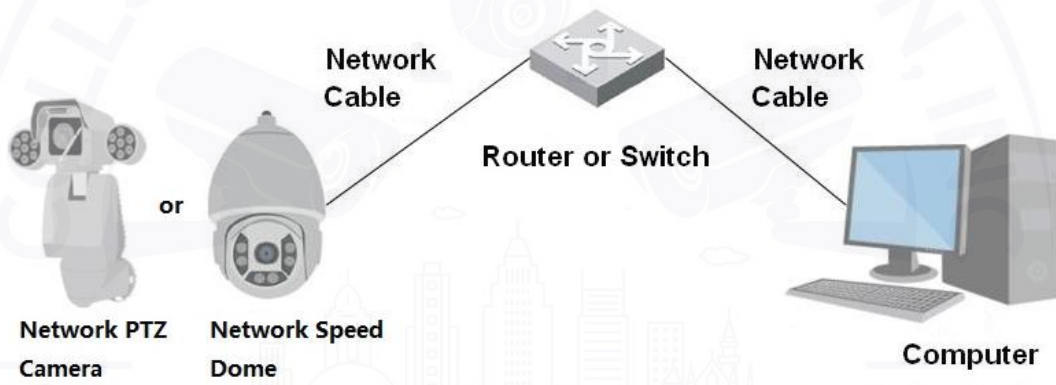 Network
Cable
Network
Cable
Router or Switch
or
Network PTZ
Camera
Network Speed
Dome
Computer